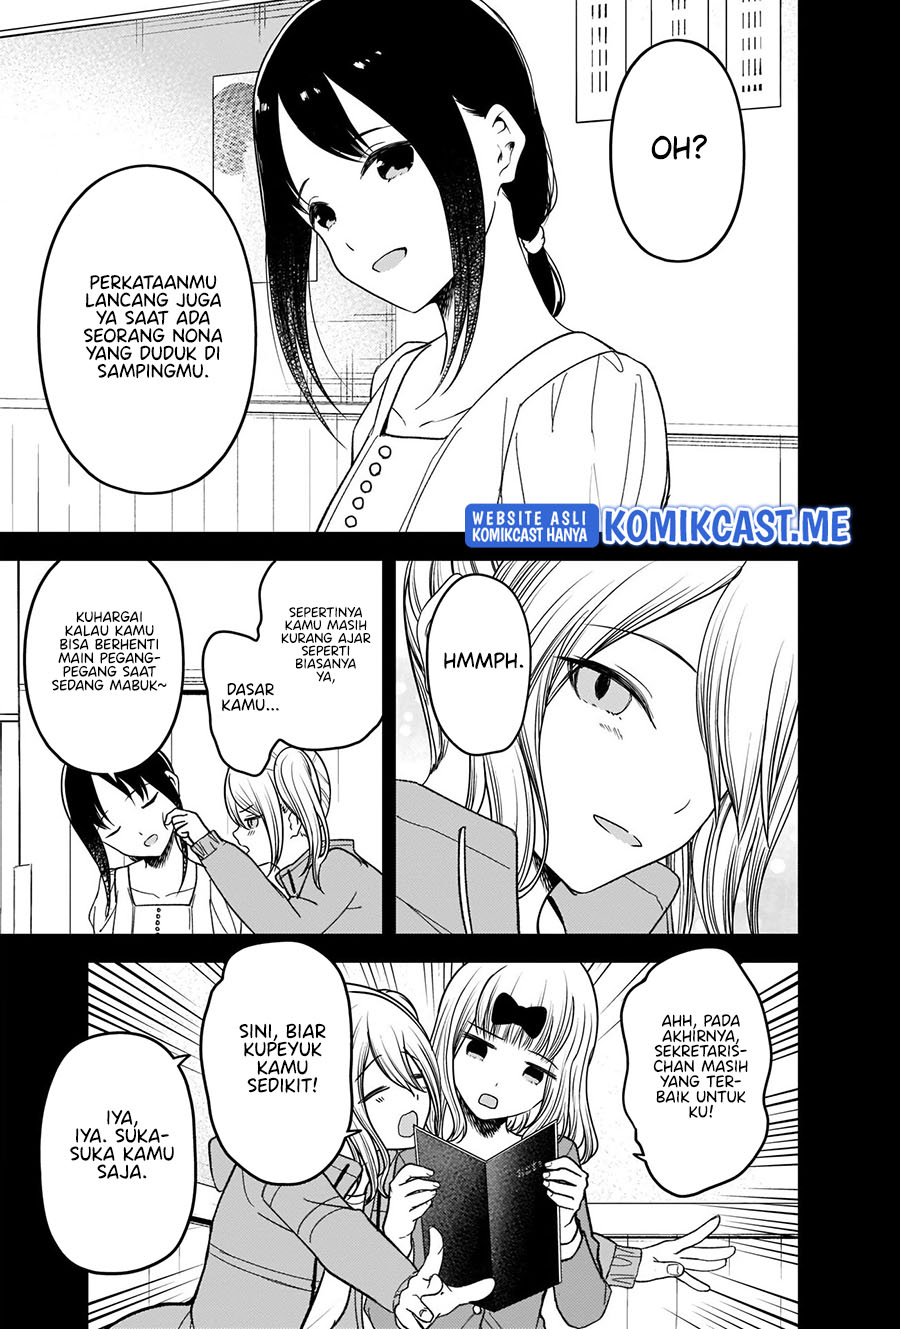 OH?
PERKATAANMU
LANCANG JUGA
YA SAAT ADA
SEORANG NONA
YANG DUDUK DI
SAMPINGMU.
WEBSITE ASLI
KOMIKCAST HANYA
KOMIKCAST.ME
HMMPH.
SEPERTINYA
KAMU MASIH
KURANG AJAR
SEPERTI
BIASANYA
YA,
DASAR
KAMU...
KUHARGAI
KALAU KAMU
BISA BERHENTI
MAIN PEGANG-
PEGANG SAAT
SEDANG MABUK~
AHH, PADA
AKHIRNYA,
SEKRETARIS-
CHAN MASIH
YANG TER-
BAIK UNTUK
KU!
SINI, BIAR
KUPEYUK
KAMU
SEDIKIT!
IYA,
IYA. SUKA-
SUKA KAMU
SAJA.